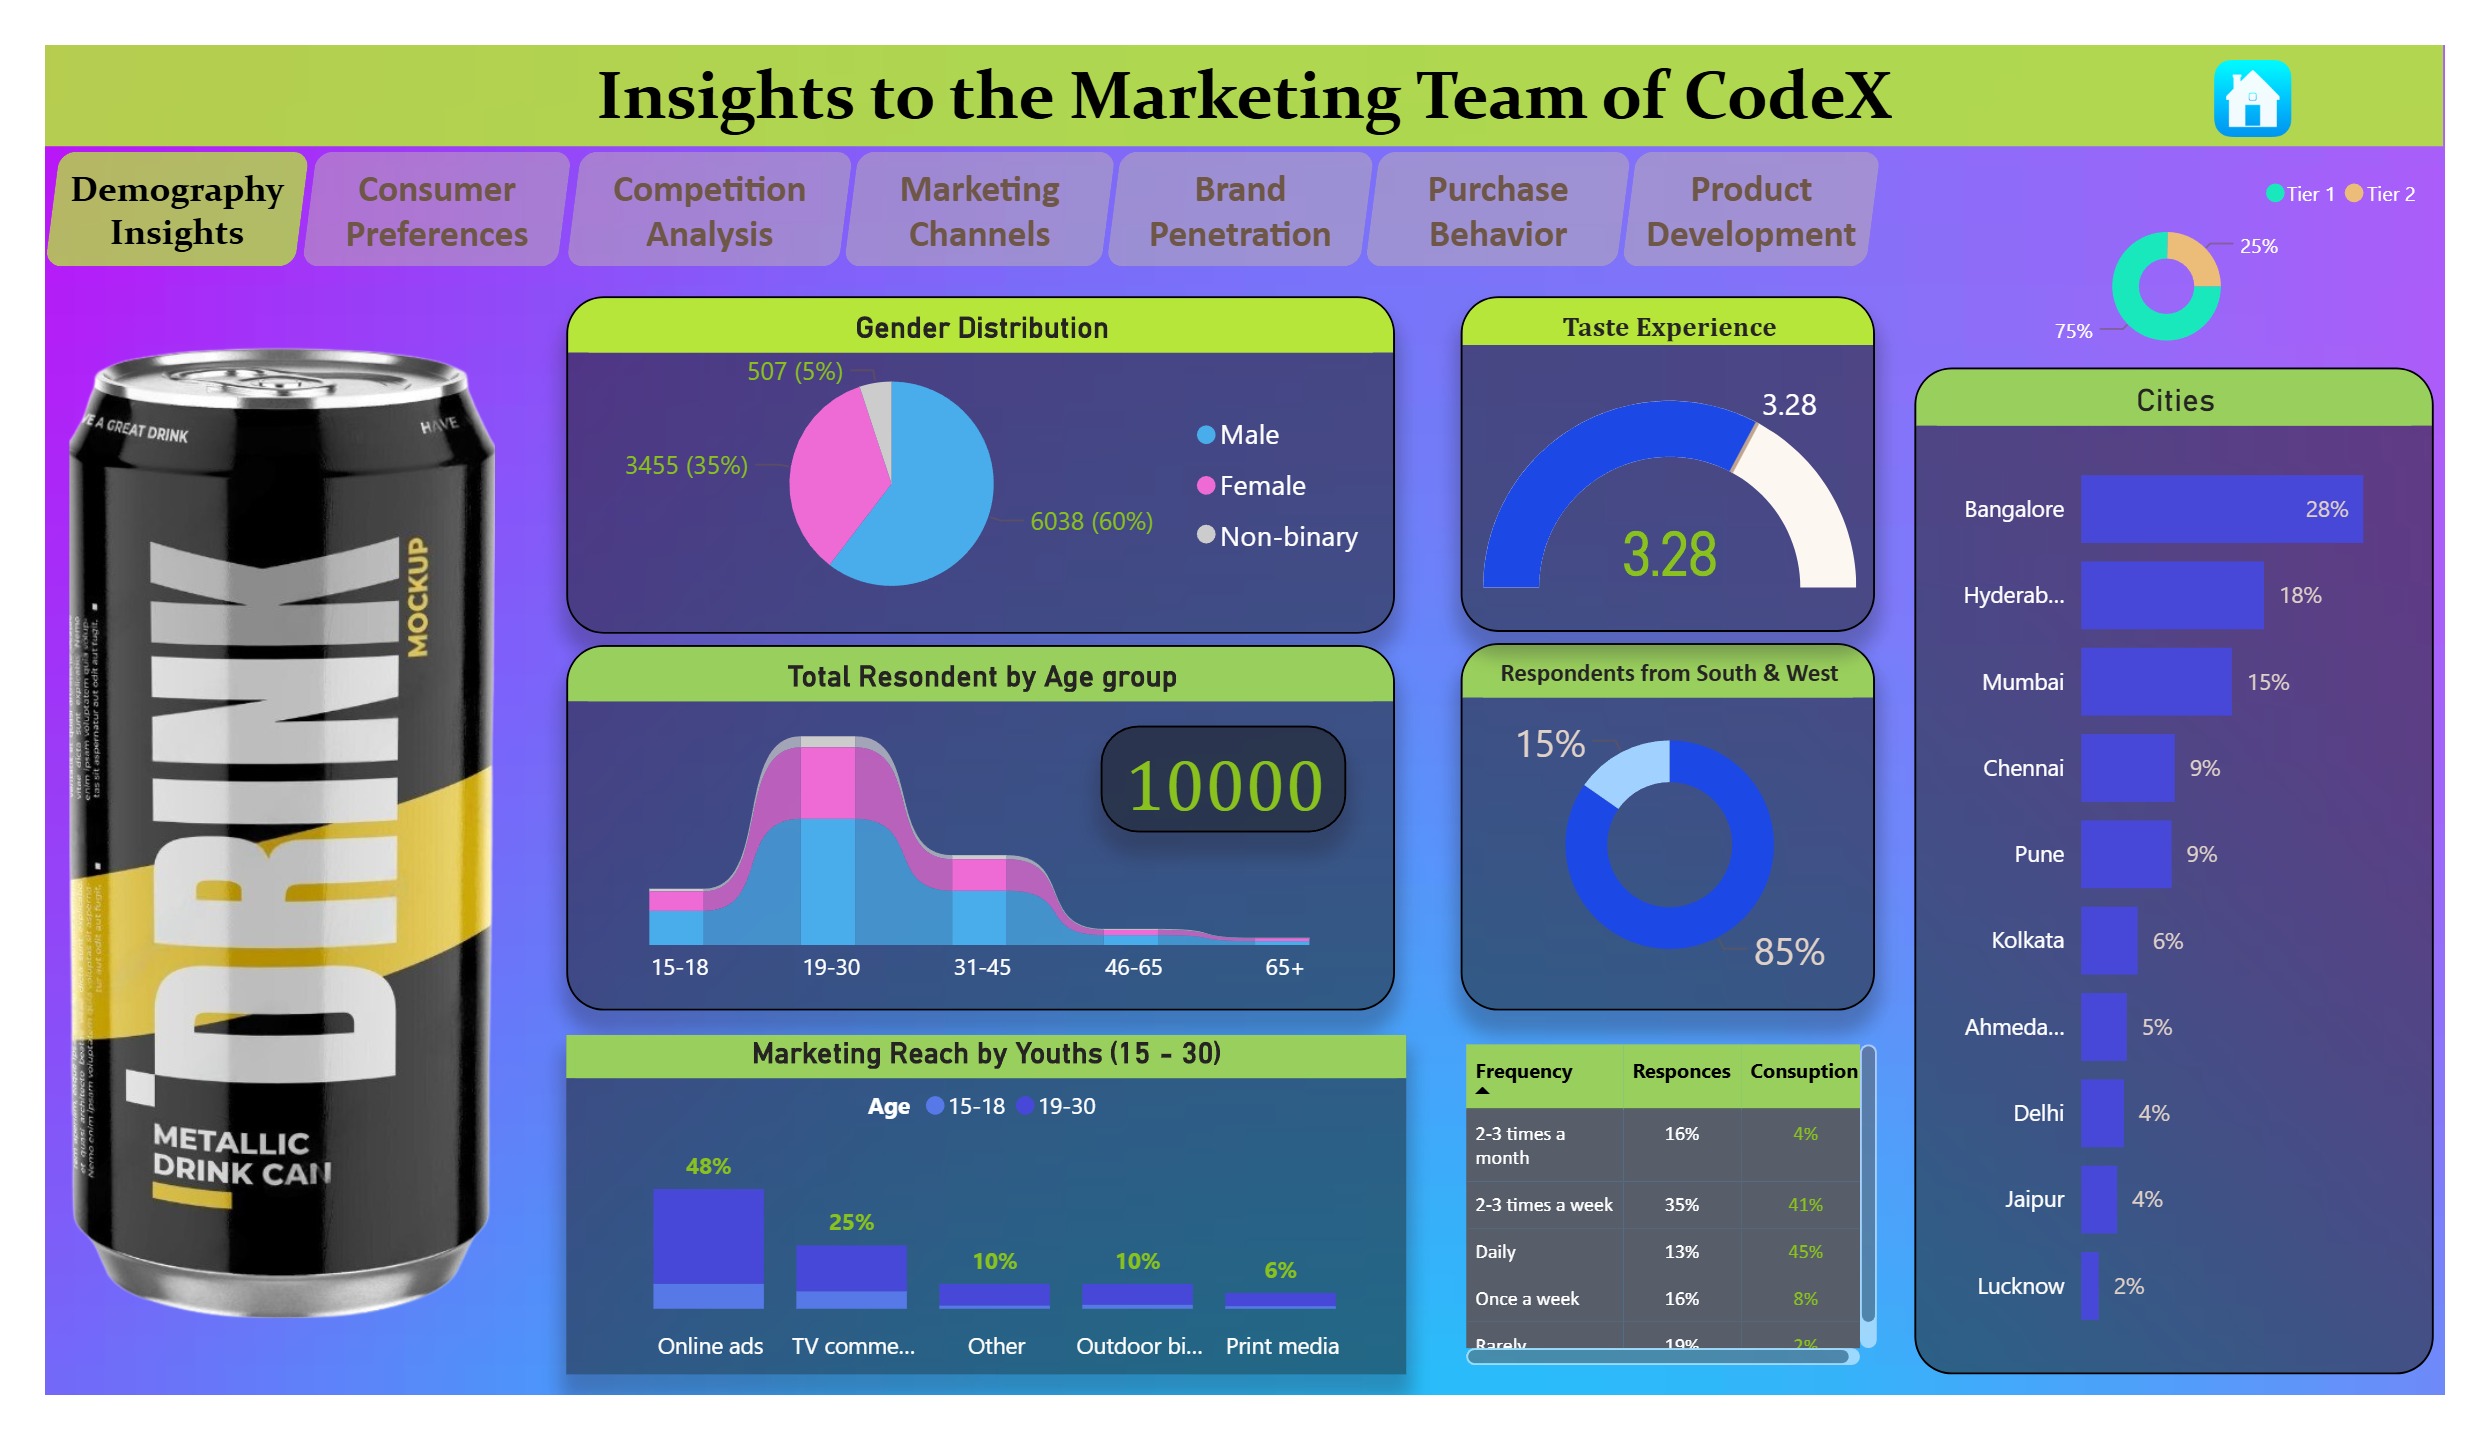 Insights to the Marketing Team of CodeX
Demography
Insights
Consumer
Preferences
Competition
Analysis
Marketing
Channels
Brand
Penetration
Purchase
Behavior
Product
Development
Tier 1 Tier 2
25%
75%
VE A GREAT DRINK
HAVE
DRINK
MOCKUP
METALLIC
DRINK CAN
Gender Distribution
507 (5%)
3455 (35%)
6038 (60%)
Male
Female
Non-binary
Taste Experience
3.28
3.28
Total Resondent by Age group
10000
15-18 19-30 31-45 46-65 65+
Respondents from South & West
15%
85%
Marketing Reach by Youths (15 - 30)
Age 15-18 19-30
48%
25%
10%
10%
6%
Online ads TV comme... Other Outdoor bi... Print media
Frequency Responces Consuption
2-3 times a
month 16% 4%
2-3 times a week 35% 41%
Daily 13% 45%
Once a week 16% 8%
Rarely 19% 2%
Cities
Bangalore 28%
Hyderab... 18%
Mumbai 15%
Chennai 9%
Pune 9%
Kolkata 6%
Ahmeda... 5%
Delhi 4%
Jaipur 4%
Lucknow 2%